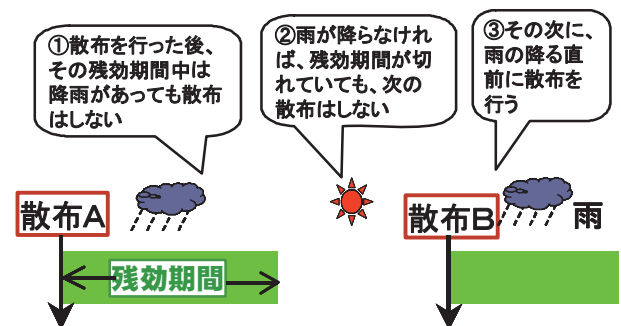 ①散布を行った後、
その残効期間中は
降雨があっても散布
はしない
②雨が降らなけれ
ば、残効期間が切
れていても、次の
散布はしない
③その次に、
雨の降る直
前に散布を
行う
散布A
散布B
雨
残効期間